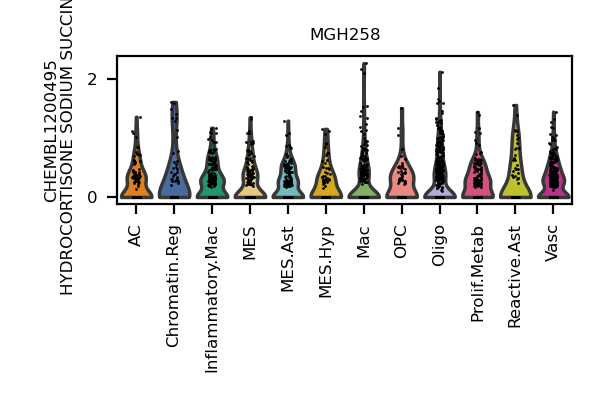 MGH258
CHEMBL1200495
HYDROCORTISONE SODIUM
2
0
AC
Chromatin.Reg
Inflammatory.Mac
MES
MES.Ast
MES.Hyp
Mac
OPC
Oligo
Prolif.Metab
Reactive.Ast
Vasc